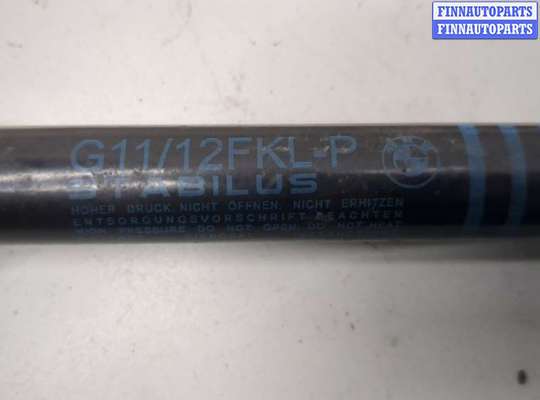 FINNAUTOPARTS
FINNAUTOPARTS
G11/12FKL-P
STABILUS
HOHER DRUCK NICHT ÖFFNEN, NICHT ERHITZEN
ENTSORGUNGSVORSCHRIFT BEACHTEN
HIGH PRESSURE DO NOT OPEN DO NOT HEAT